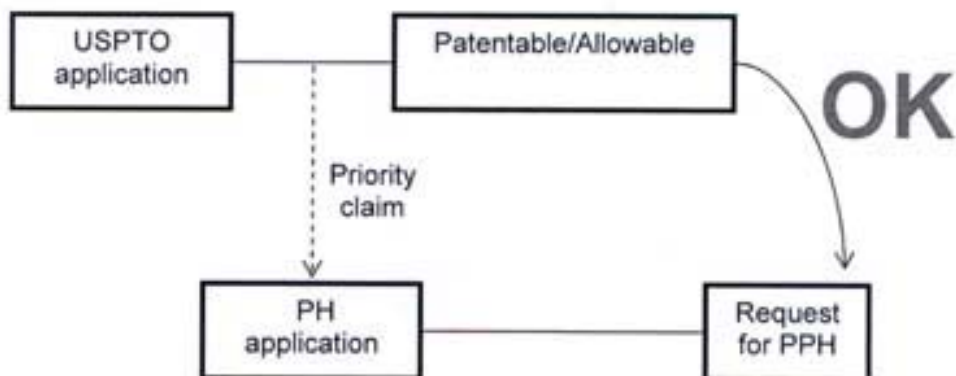 USPTO
application
Patentable/Allowable
OK
Priority
claim
PH
application
Request
for PPH